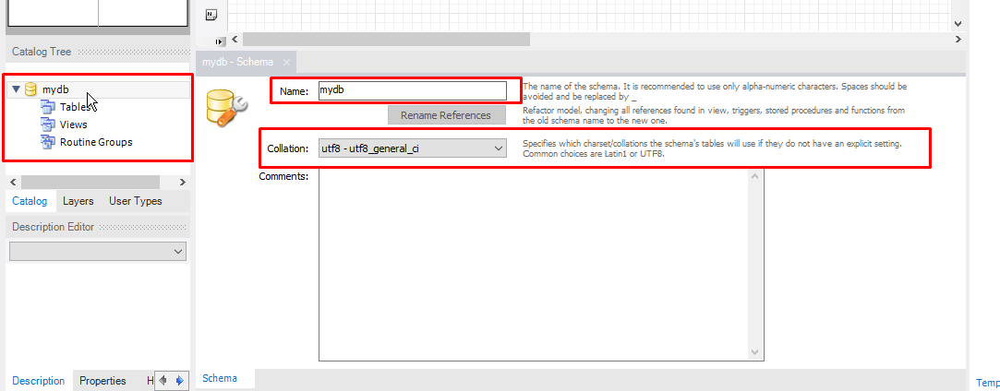 Catalog Tree
mydb
Tables
Views
Routine Groups
Catalog
Layers
User Types
Description Editor
Description
Properties
H
N
mydb - Schema
Name:
mydb
The name of the schema. It is recommended to use only alpha-numeric characters. Spaces should be
avoided and be replaced by _
Rename References
Refactor model, changing all references found in view, triggers, stored procedures and functions from
the old schema name to the new one.
Collation:
utf8 - utf8_general_ci
Specifies which charset/collations the schema's tables will use if they do not have an explicit setting.
Common choices are Latin1 or UTF8.
Comments:
Schema
Temp